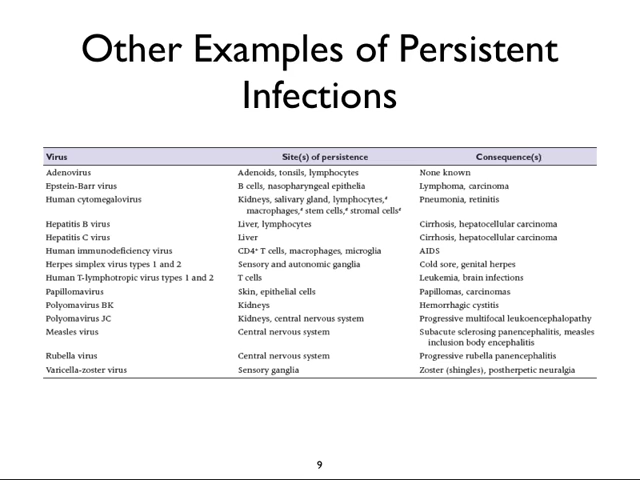 Other Examples of Persistent
Infections
Virus Site(s) of persistence Consequence(s)
Adenovirus Adenoids, tonsils, lymphocytes None known
Epstein-Barr virus B cells, nasopharyngeal epithelia Lymphoma, carcinoma
Human cytomegalovirus Kidneys, salivary gland, lymphocytes,ᵃ Pneumonia, retinitis
macrophages,ᵃ stem cells,ᵃ stromal cellsᵃ
Hepatitis B virus Liver, lymphocytes Cirrhosis, hepatocellular carcinoma
Hepatitis C virus Liver Cirrhosis, hepatocellular carcinoma
Human immunodeficiency virus CD4⁺ T cells, macrophages, microglia AIDS
Herpes simplex virus types 1 and 2 Sensory and autonomic ganglia Cold sore, genital herpes
Human T-lymphotropic virus types 1 and 2 T cells Leukemia, brain infections
Papillomavirus Skin, epithelial cells Papillomas, carcinomas
Polyomavirus BK Kidneys Hemorrhagic cystitis
Polyomavirus JC Kidneys, central nervous system Progressive multifocal leukoencephalopathy
Measles virus Central nervous system Subacute sclerosing panencephalitis, measles
inclusion body encephalitis
Rubella virus Central nervous system Progressive rubella panencephalitis
Varicella-zoster virus Sensory ganglia Zoster (shingles), postherpetic neuralgia
9